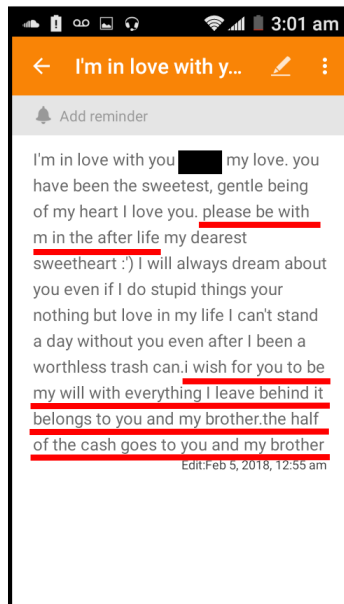 3:01 am
I'm in love with y...
Add reminder
I'm in love with you my love. you
have been the sweetest, gentle being
of my heart I love you. please be with
m in the after life my dearest
sweetheart :') I will always dream about
you even if I do stupid things your
nothing but love in my life I can't stand
a day without you even after I been a
worthless trash can.i wish for you to be
my will with everything I leave behind it
belongs to you and my brother.the half
of the cash goes to you and my brother
Edit:Feb 5, 2018, 12:55 am